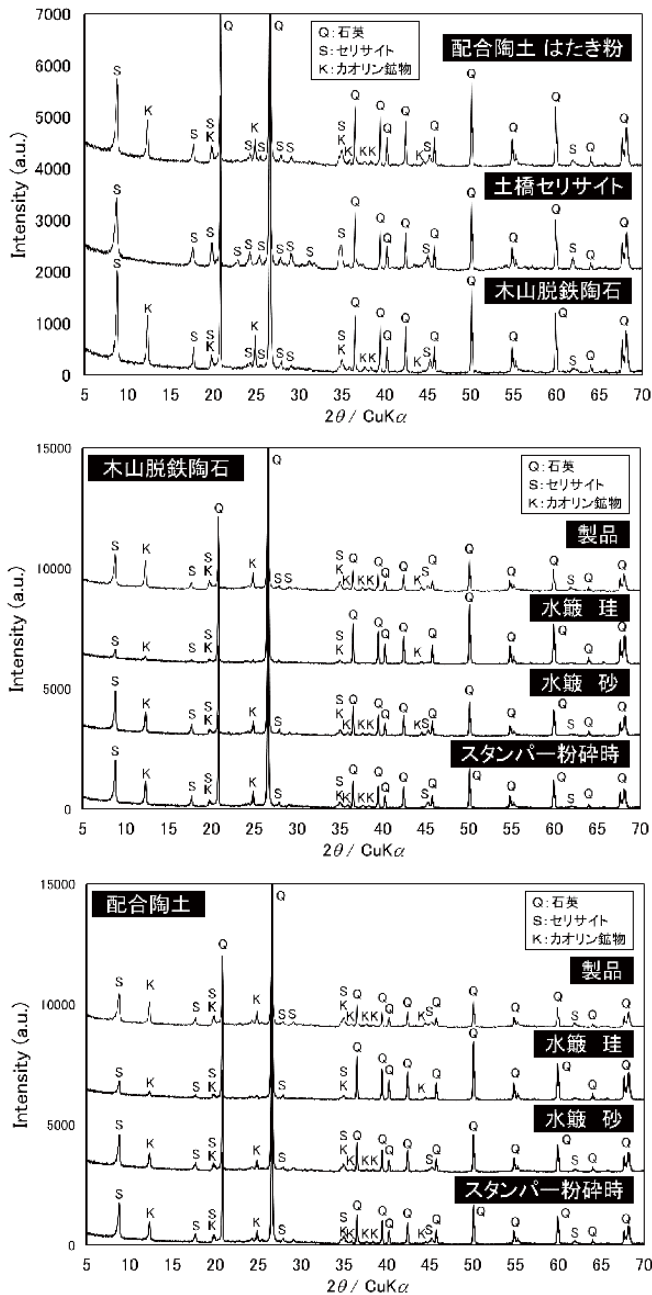 7000
6000
5000
4000
3000
2000
1000
0
Intensity (a.u.)
Q:石英
S:セリサイト
K:カオリン鉱物
配合陶土 はたき粉
土橋セリサイト
木山脱鉄陶石
5 10 15 20 25 30 35 40 45 50 55 60 65 70
2θ / CuKα
15000
10000
5000
0
Intensity (a.u.)
木山脱鉄陶石
Q:石英
S:セリサイト
K:カオリン鉱物
製品
水簸 珪
水簸 砂
スタンパー粉砕時
5 10 15 20 25 30 35 40 45 50 55 60 65 70
2θ / CuKα
15000
10000
5000
0
Intensity (a.u.)
配合陶土
Q:石英
S:セリサイト
K:カオリン鉱物
製品
水簸 珪
水簸 砂
スタンパー粉砕時
5 10 15 20 25 30 35 40 45 50 55 60 65 70
2θ / CuKα